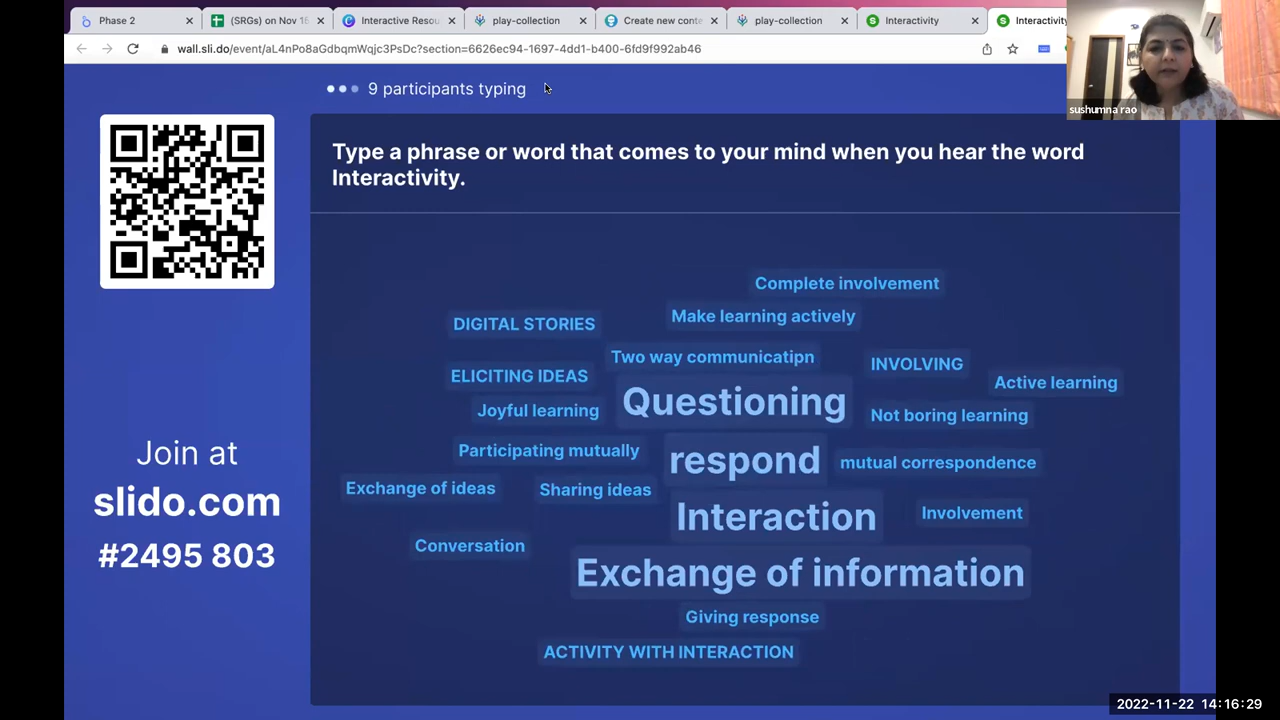 Phase 2
(SRGs) on Nov 18
Interactive Resou
play-collection
Create new conte
play-collection
Interactivity
Interactivity
wall.sli.do/event/aL4nPo8aGdbqmWqjc3PsDc?section=6626ec94-1697-4dd1-b400-6fd9f992ab46
sushumna rao
9 participants typing
Type a phrase or word that comes to your mind when you hear the word
Interactivity.
Complete involvement
Make learning actively
DIGITAL STORIES
Two way communicatipn
INVOLVING
ELICITING IDEAS
Active learning
Questioning
Joyful learning
Not boring learning
Participating mutually
respond
mutual correspondence
Exchange of ideas
Sharing ideas
Interaction
Involvement
Conversation
Exchange of information
Giving response
ACTIVITY WITH INTERACTION
Join at
slido.com
#2495 803
2022-11-22 14:16:29